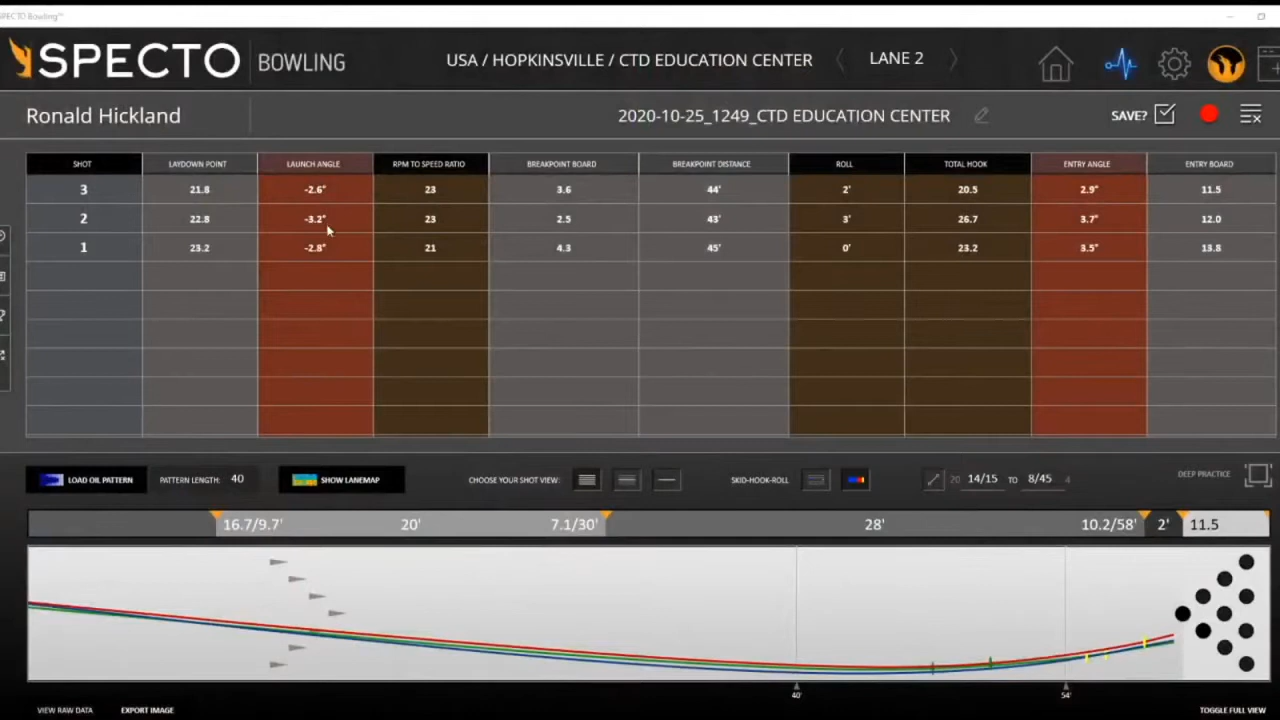 SPECTO Bowling™
SPECTO BOWLING
USA / HOPKINSVILLE / CTD EDUCATION CENTER
LANE 2
Ronald Hickland
2020-10-25_1249_CTD EDUCATION CENTER
SAVE?
SHOT LAYDOWN POINT LAUNCH ANGLE RPM TO SPEED RATIO BREAKPOINT BOARD BREAKPOINT DISTANCE ROLL TOTAL HOOK ENTRY ANGLE ENTRY BOARD
3 21.8 -2.6° 23 3.6 44' 2' 20.5 2.9° 11.5
2 22.8 -3.2° 23 2.5 43' 3' 26.7 3.7° 12.0
1 23.2 -2.8° 21 4.3 45' 0' 23.2 3.5° 13.8
LOAD OIL PATTERN PATTERN LENGTH: 40 SHOW LANEMAP CHOOSE YOUR SHOT VIEW: SKID-HOOK-ROLL 20 14/15 TO 8/45 4 DEEP PRACTICE
16.7/9.7' 20' 7.1/30' 28' 10.2/58' 2' 11.5
40' 54'
VIEW RAW DATA EXPORT IMAGE TOGGLE FULL VIEW